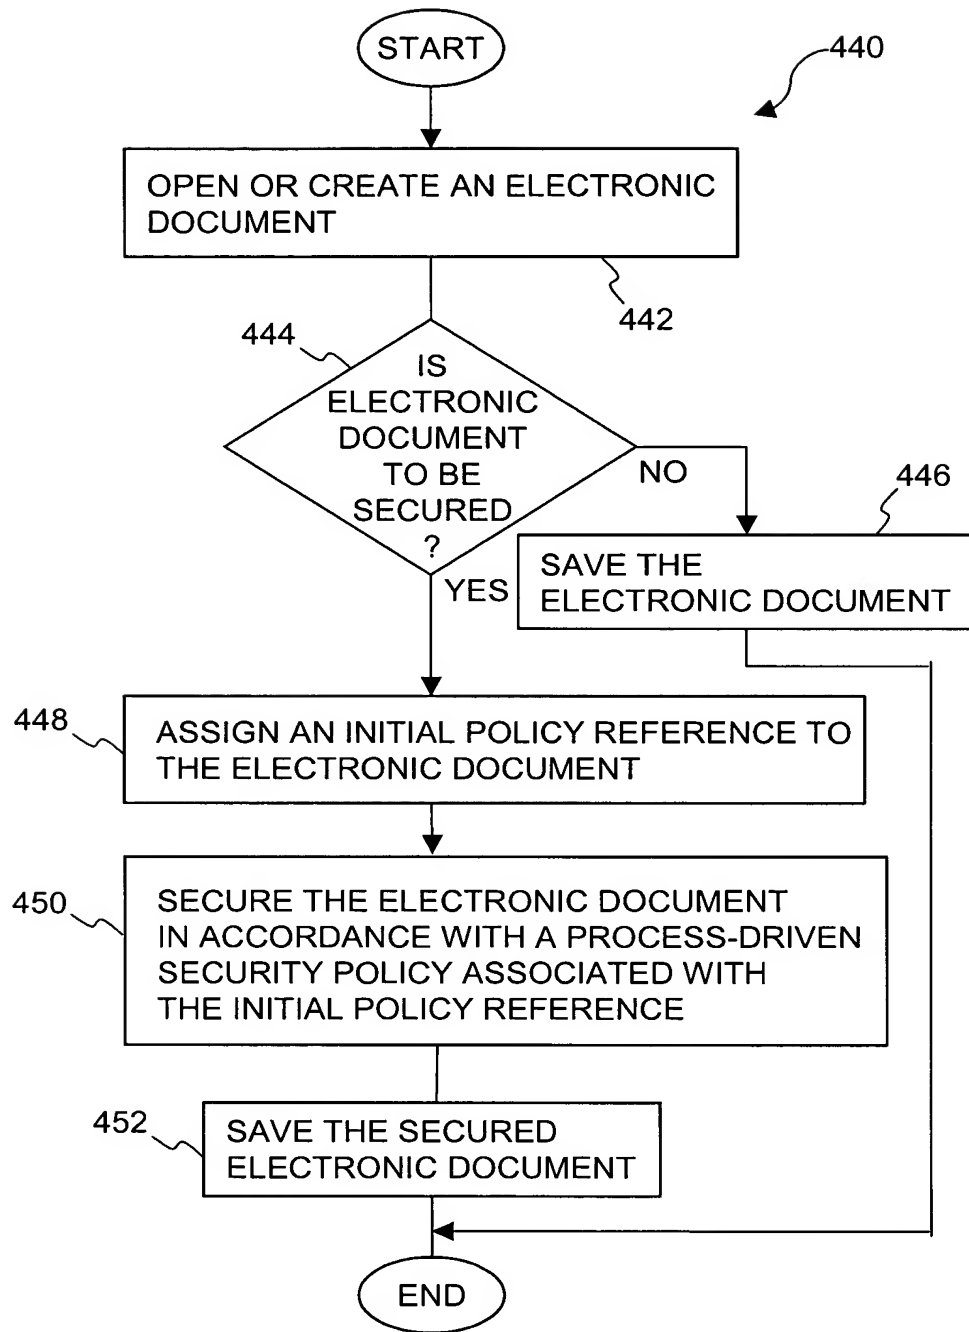 START
440
OPEN OR CREATE AN ELECTRONIC
DOCUMENT
442
444
IS
ELECTRONIC
DOCUMENT
TO BE
SECURED
?
NO
YES
446
SAVE THE
ELECTRONIC DOCUMENT
448
ASSIGN AN INITIAL POLICY REFERENCE TO
THE ELECTRONIC DOCUMENT
450
SECURE THE ELECTRONIC DOCUMENT
IN ACCORDANCE WITH A PROCESS-DRIVEN
SECURITY POLICY ASSOCIATED WITH
THE INITIAL POLICY REFERENCE
452
SAVE THE SECURED
ELECTRONIC DOCUMENT
END